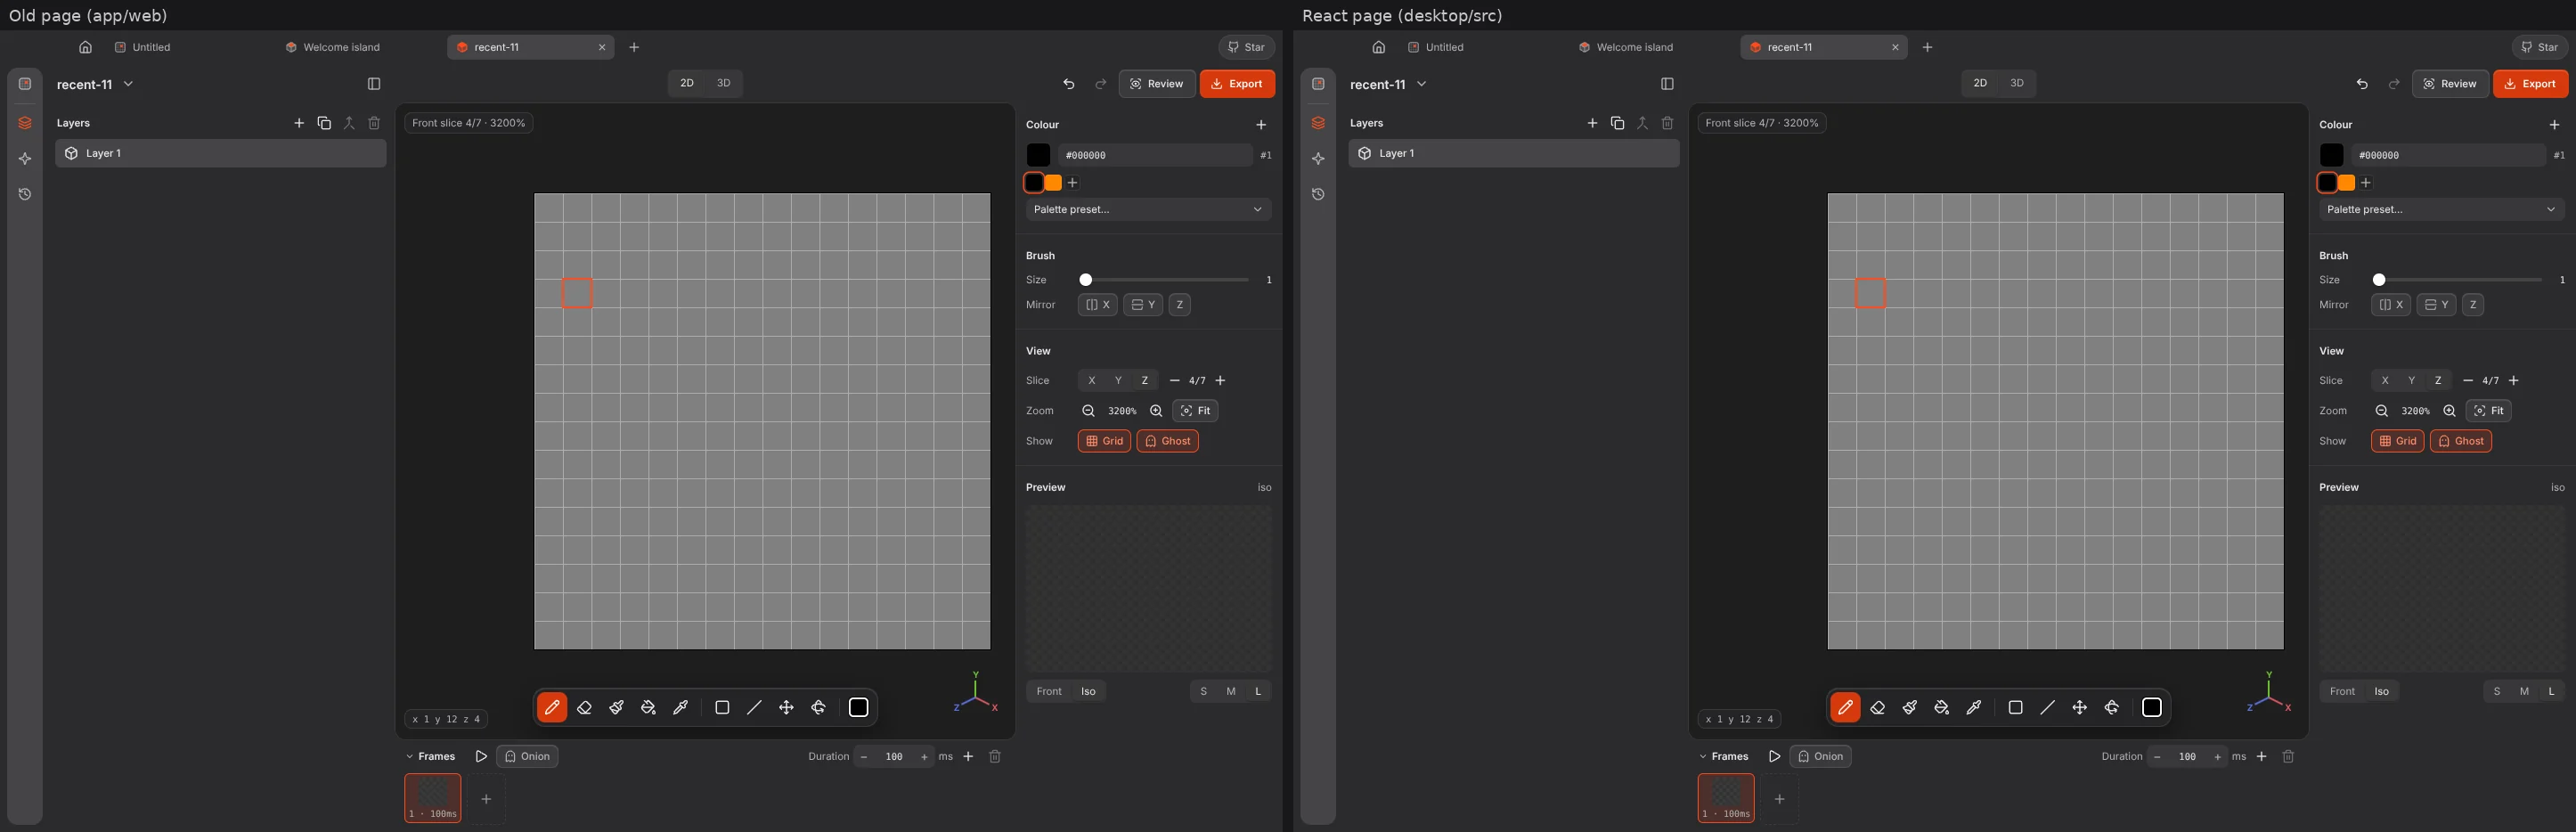 Old page (app/web)
Untitled
Welcome island
recent-11
Star
recent-11
2D 3D
Review
Export
Layers
Layer 1
Front slice 4/7 · 3200%
Colour
#000000
#1
Palette preset...
Brush
Size
1
Mirror
X
Y
Z
View
Slice
X Y Z
4/7
Zoom
3200%
Fit
Show
Grid
Ghost
Preview
iso
Front Iso
S M L
Y
Z
X
x 1 y 12 z 4
Frames
Onion
Duration
100
ms
1 · 100ms
React page (desktop/src)
Untitled
Welcome island
recent-11
Star
recent-11
2D 3D
Review
Export
Layers
Layer 1
Front slice 4/7 · 3200%
Colour
#000000
#1
Palette preset...
Brush
Size
1
Mirror
X
Y
Z
View
Slice
X Y Z
4/7
Zoom
3200%
Fit
Show
Grid
Ghost
Preview
iso
Front Iso
S M L
Y
Z
X
x 1 y 12 z 4
Frames
Onion
Duration
100
ms
1 · 100ms